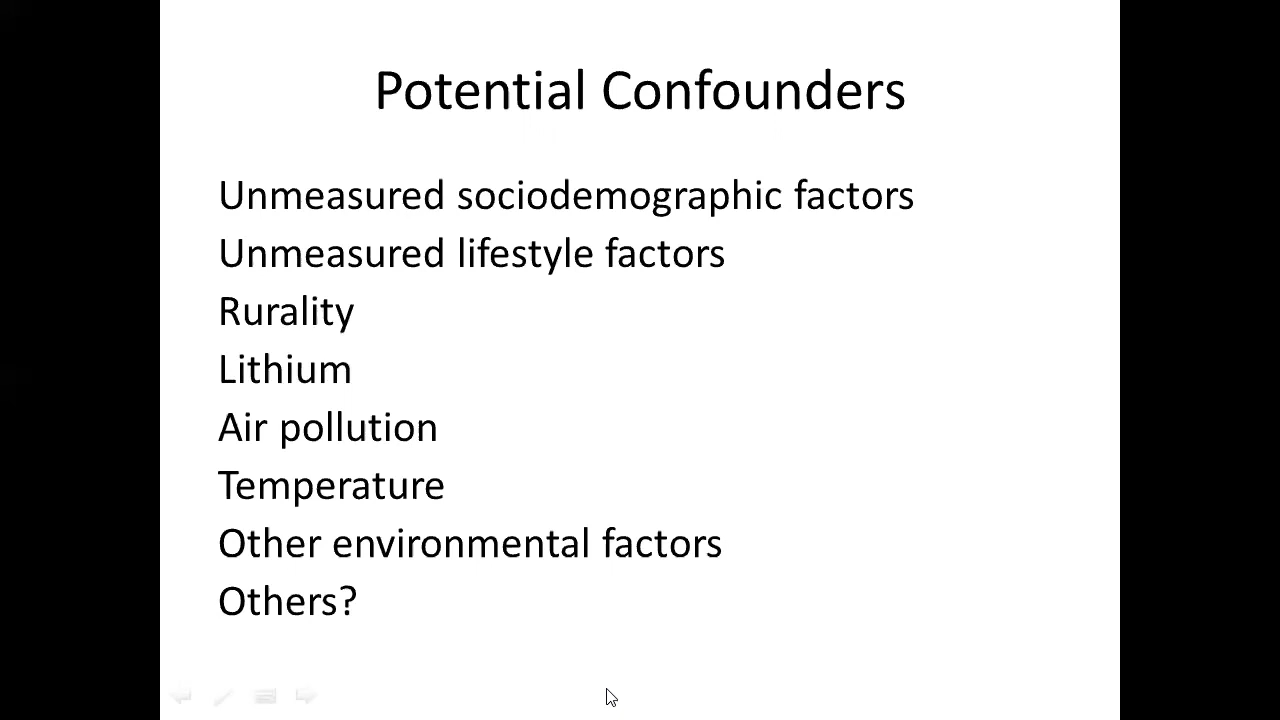 Potential Confounders
Unmeasured sociodemographic factors
Unmeasured lifestyle factors
Rurality
Lithium
Air pollution
Temperature
Other environmental factors
Others?